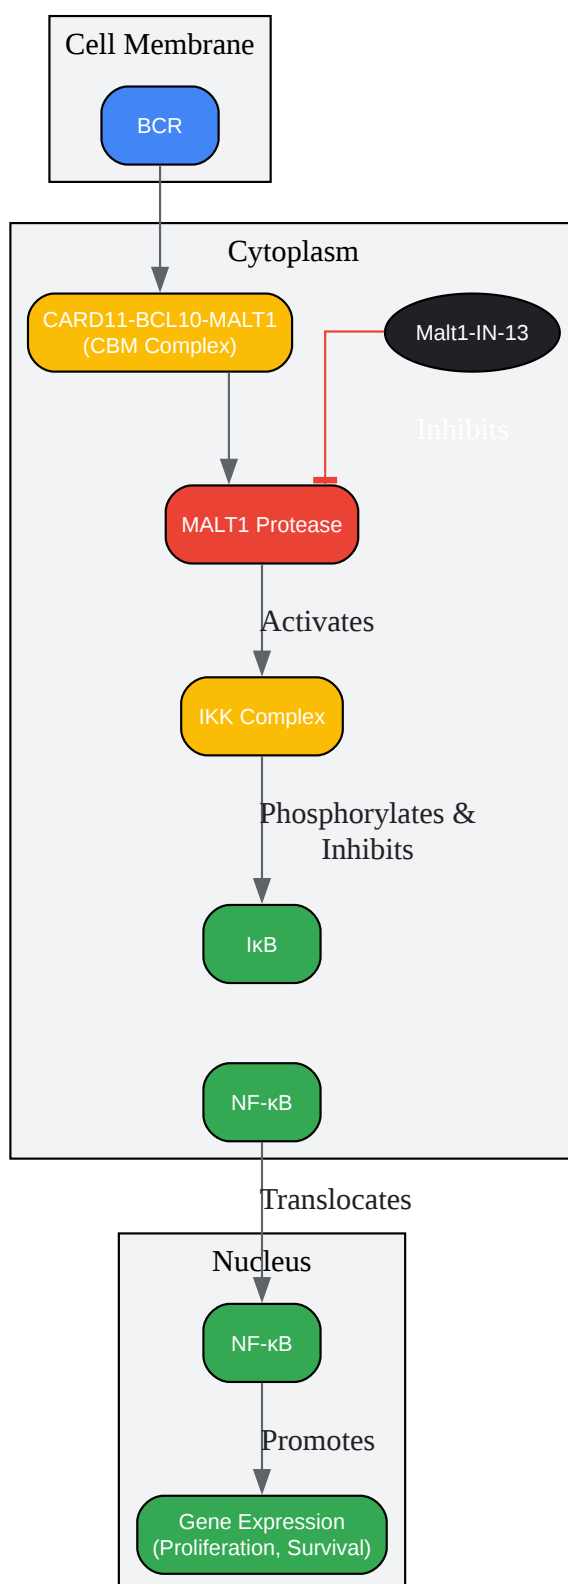 Cell Membrane
BCR
Cytoplasm
CARD11-BCL10-MALT1
(CBM Complex)
Malt1-IN-13
Inhibits
MALT1 Protease
Activates
IKK Complex
Phosphorylates &
Inhibits
IκB
NF-κB
Translocates
Nucleus
NF-κB
Promotes
Gene Expression
(Proliferation, Survival)